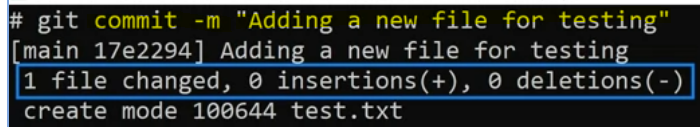 # git commit -m "Adding a new file for testing"
[main 17e2294] Adding a new file for testing
1 file changed, 0 insertions(+), 0 deletions(-)
create mode 100644 test.txt